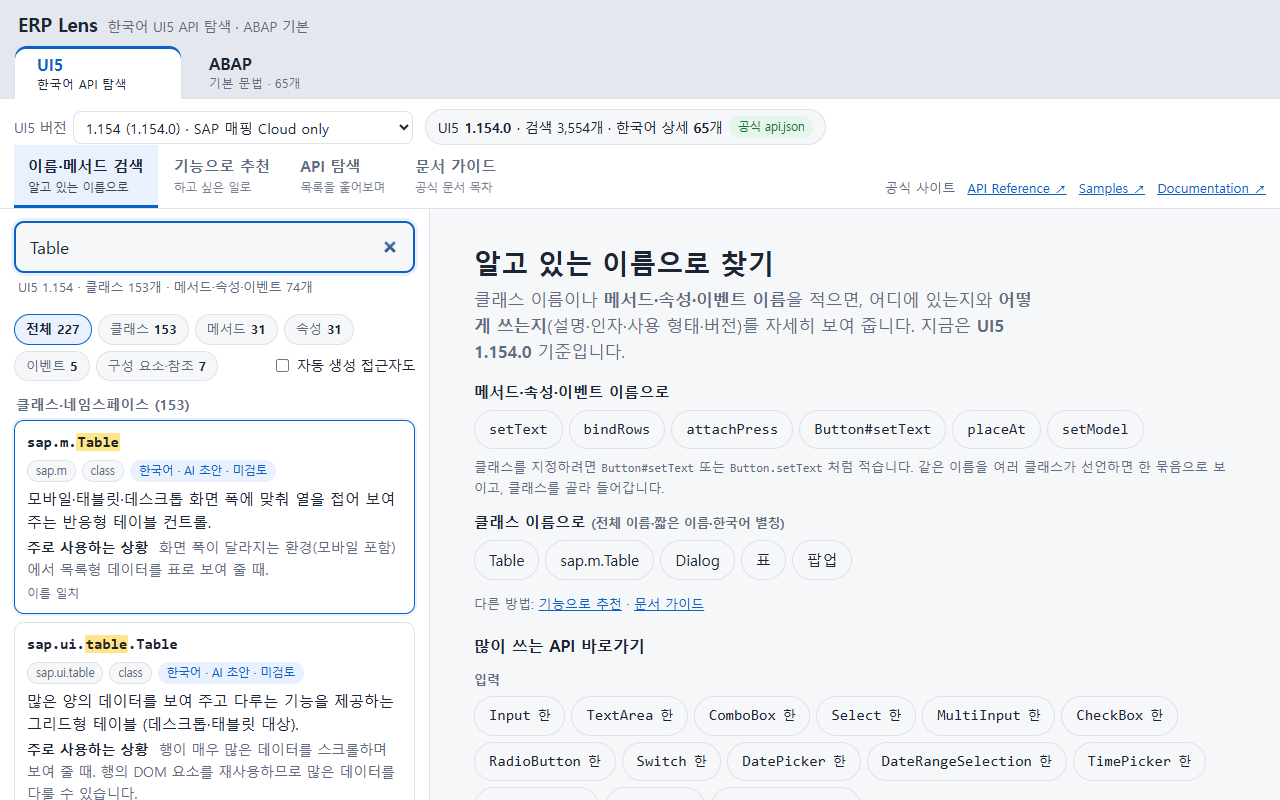 ERP Lens 한국어 UI5 API 탐색 · ABAP 기본
UI5
한국어 API 탐색
ABAP
기본 문법 · 65개
UI5 버전
1.154 (1.154.0) · SAP 매핑 Cloud only
UI5 1.154.0 · 검색 3,554개 · 한국어 상세 65개 공식 api.json
이름·메서드 검색
알고 있는 이름으로
기능으로 추천
하고 싶은 일로
API 탐색
목록을 훑어보며
문서 가이드
공식 문서 목차
공식 사이트 API Reference ↗ Samples ↗ Documentation ↗
Table ×
UI5 1.154 · 클래스 153개 · 메서드·속성·이벤트 74개
전체 227 클래스 153 메서드 31 속성 31
이벤트 5 구성 요소·참조 7 자동 생성 접근자도
클래스·네임스페이스 (153)
sap.m.Table
sap.m class 한국어 · AI 초안 · 미검토
모바일·태블릿·데스크톱 화면 폭에 맞춰 열을 접어 보여
주는 반응형 테이블 컨트롤.
주로 사용하는 상황 화면 폭이 달라지는 환경(모바일 포함)
에서 목록형 데이터를 표로 보여 줄 때.
이름 일치
sap.ui.table.Table
sap.ui.table class 한국어 · AI 초안 · 미검토
많은 양의 데이터를 보여 주고 다루는 기능을 제공하는
그리드형 테이블 (데스크톱·태블릿 대상).
주로 사용하는 상황 행이 매우 많은 데이터를 스크롤하며
보여 줄 때. 행의 DOM 요소를 재사용하므로 많은 데이터를
다룰 수 있습니다.
알고 있는 이름으로 찾기
클래스 이름이나 메서드·속성·이벤트 이름을 적으면, 어디에 있는지와 어떻
게 쓰는지(설명·인자·사용 형태·버전)를 자세히 보여 줍니다. 지금은 UI5
1.154.0 기준입니다.
메서드·속성·이벤트 이름으로
setText bindRows attachPress Button#setText placeAt setModel
클래스를 지정하려면 Button#setText 또는 Button.setText 처럼 적습니다. 같은 이름을 여러 클래스가 선언하면 한 묶음으로 보
이고, 클래스를 골라 들어갑니다.
클래스 이름으로 (전체 이름·짧은 이름·한국어 별칭)
Table sap.m.Table Dialog 표 팝업
다른 방법: 기능으로 추천 · 문서 가이드
많이 쓰는 API 바로가기
입력
Input 한 TextArea 한 ComboBox 한 Select 한 MultiInput 한 CheckBox 한
RadioButton 한 Switch 한 DatePicker 한 DateRangeSelection 한 TimePicker 한